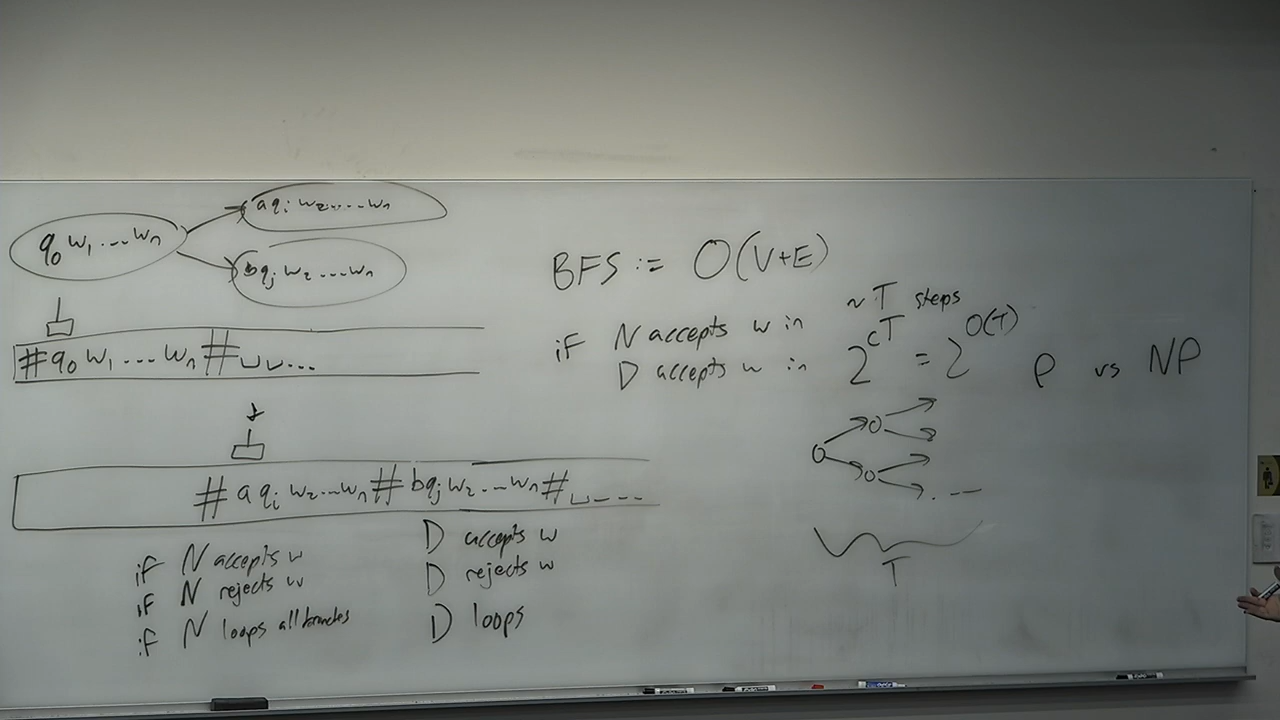 q₀ w₁ ... wₙ
a qᵢ w₂ .... wₙ
b qⱼ w₂ ... wₙ
# q₀ w₁ ... wₙ # ␣ ␣ ...
# a qᵢ w₂ ... wₙ # b qⱼ w₂ ... wₙ # ␣ - - -
if N accepts w D accepts w
if N rejects w D rejects w
if N loops all branches D loops
BFS := O(V+E)
if N accepts w in ~T steps
D accepts w in 2^cT = 2^O(T)
P vs NP
T